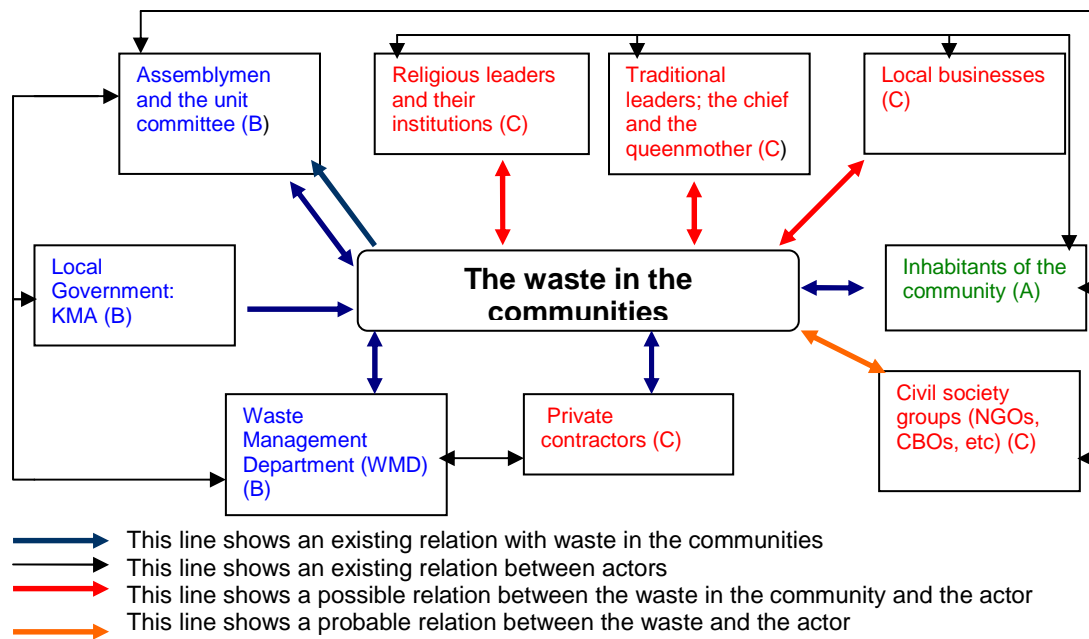 Assemblymen
and the unit
committee (B)
Religious leaders
and their
institutions (C)
Traditional
leaders; the chief
and the
queenmother (C)
Local businesses
(C)
Local
Government:
KMA (B)
The waste in the
communities
Inhabitants of the
community (A)
Waste
Management
Department (WMD)
(B)
Private
contractors (C)
Civil society
groups (NGOs,
CBOs, etc) (C)
This line shows an existing relation with waste in the communities
This line shows an existing relation between actors
This line shows a possible relation between the waste in the community and the actor
This line shows a probable relation between the waste and the actor